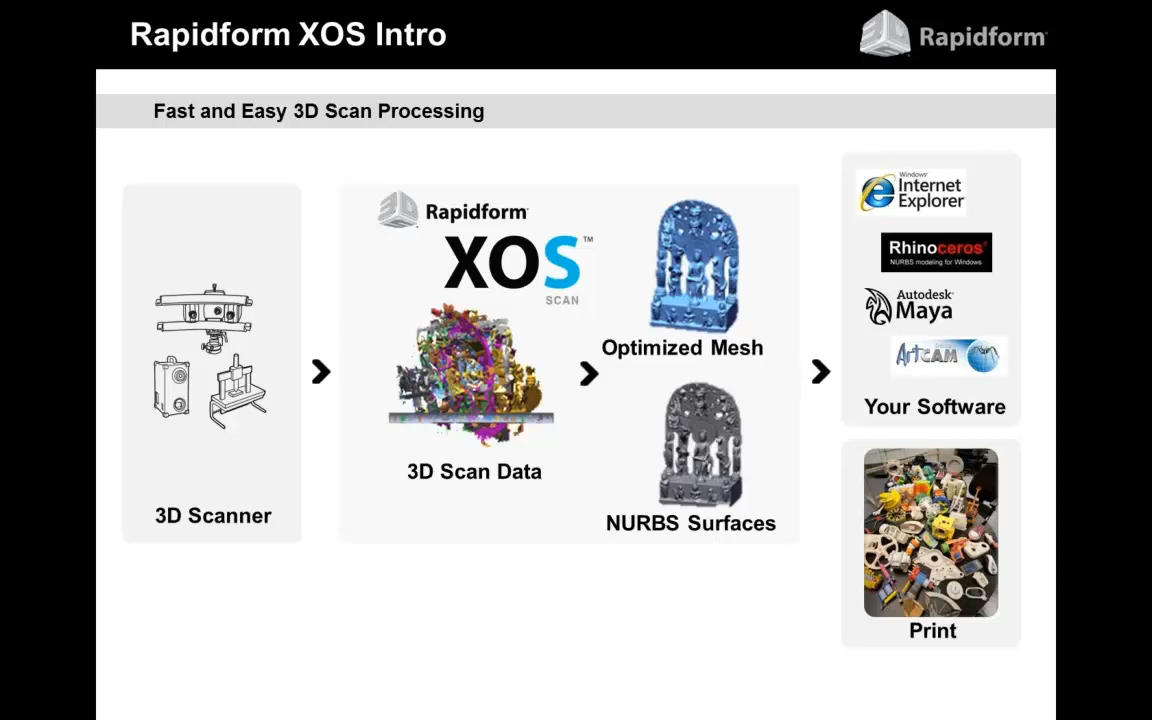 Rapidform XOS Intro
Rapidform
Fast and Easy 3D Scan Processing
3D Scanner
Rapidform
XOS™
SCAN
3D Scan Data
Optimized Mesh
NURBS Surfaces
Windows®
Internet
Explorer
Rhinoceros®
NURBS modeling for Windows
Autodesk®
Maya
ArtCAM
Your Software
Print